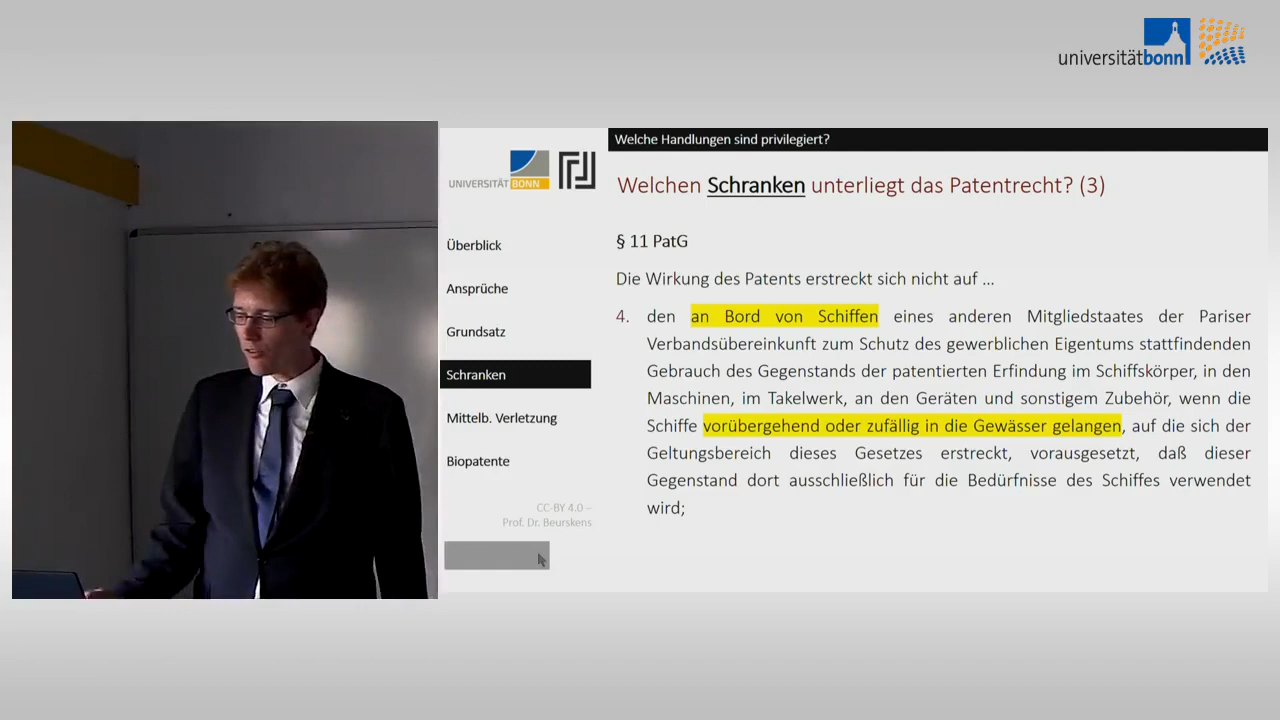 universitätbonn
Welche Handlungen sind privilegiert?
UNIVERSITÄT BONN
Welchen Schranken unterliegt das Patentrecht? (3)
Überblick
Ansprüche
Grundsatz
Schranken
Mittelb. Verletzung
Biopatente
CC-BY 4.0 –
Prof. Dr. Beurskens
§ 11 PatG
Die Wirkung des Patents erstreckt sich nicht auf ...
4. den an Bord von Schiffen eines anderen Mitgliedstaates der Pariser
Verbandsübereinkunft zum Schutz des gewerblichen Eigentums stattfindenden
Gebrauch des Gegenstands der patentierten Erfindung im Schiffskörper, in den
Maschinen, im Takelwerk, an den Geräten und sonstigem Zubehör, wenn die
Schiffe vorübergehend oder zufällig in die Gewässer gelangen, auf die sich der
Geltungsbereich dieses Gesetzes erstreckt, vorausgesetzt, daß dieser
Gegenstand dort ausschließlich für die Bedürfnisse des Schiffes verwendet
wird;